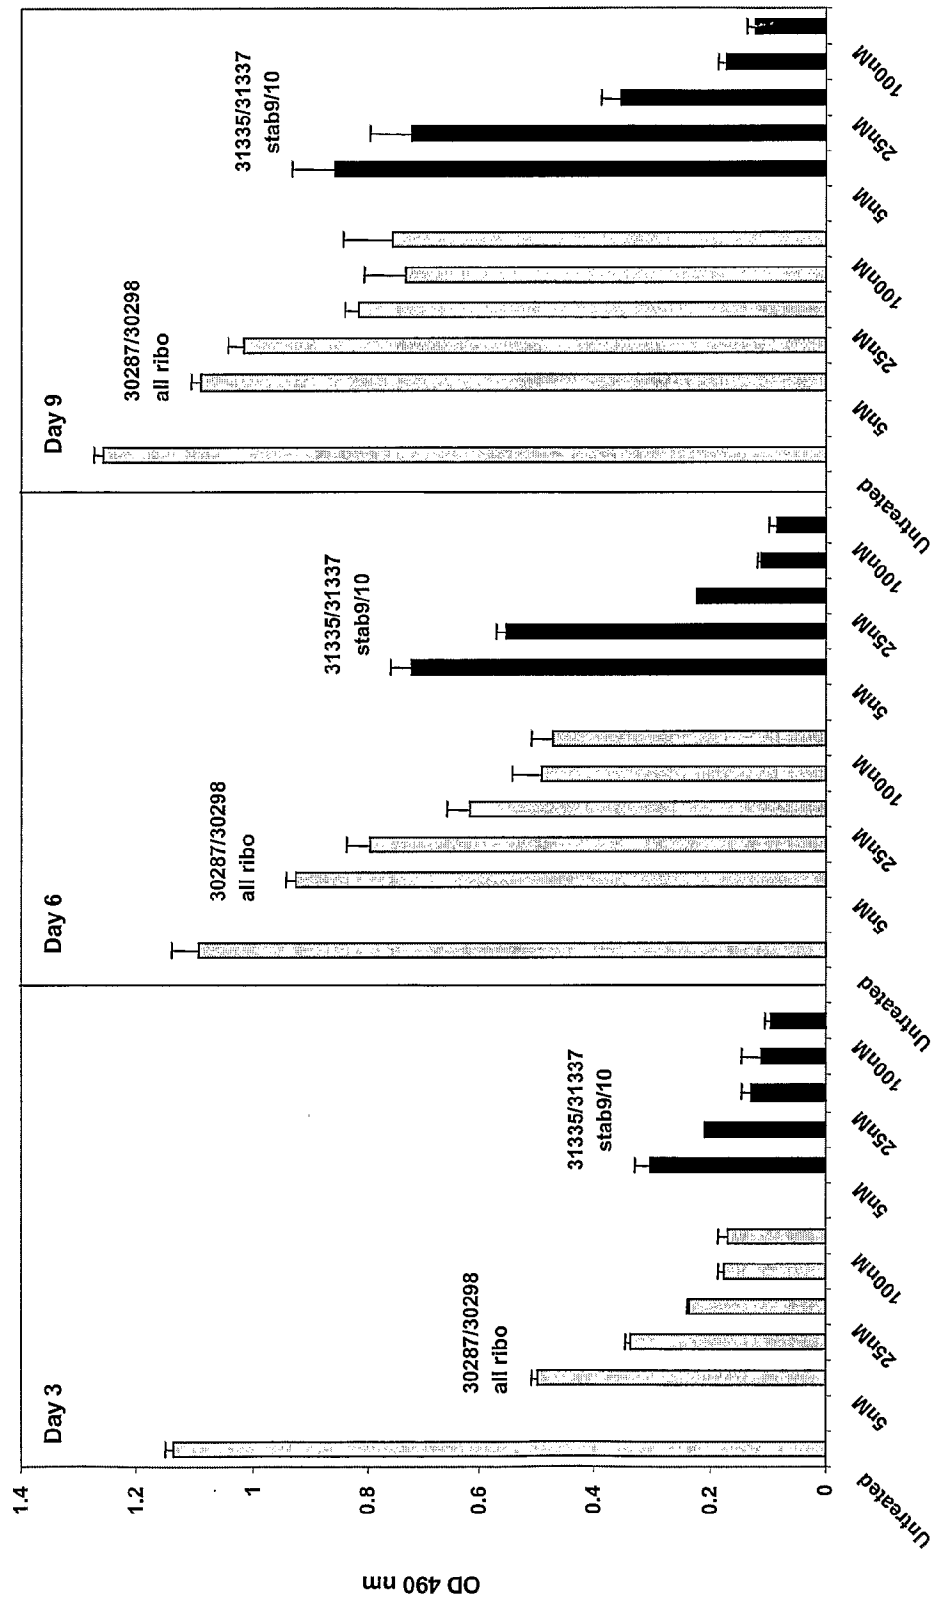 Day 3
Day 6
Day 9
30287/30298
all ribo
31335/31337
stab9/10
30287/30298
all ribo
31335/31337
stab9/10
30287/30298
all ribo
31335/31337
stab9/10
OD 490 nm
1.4
1.2
1
0.8
0.6
0.4
0.2
0
Untreated
5nM
25nM
100nM
5nM
25nM
100nM
Untreated
5nM
25nM
100nM
5nM
25nM
100nM
Untreated
5nM
25nM
100nM
5nM
25nM
100nM